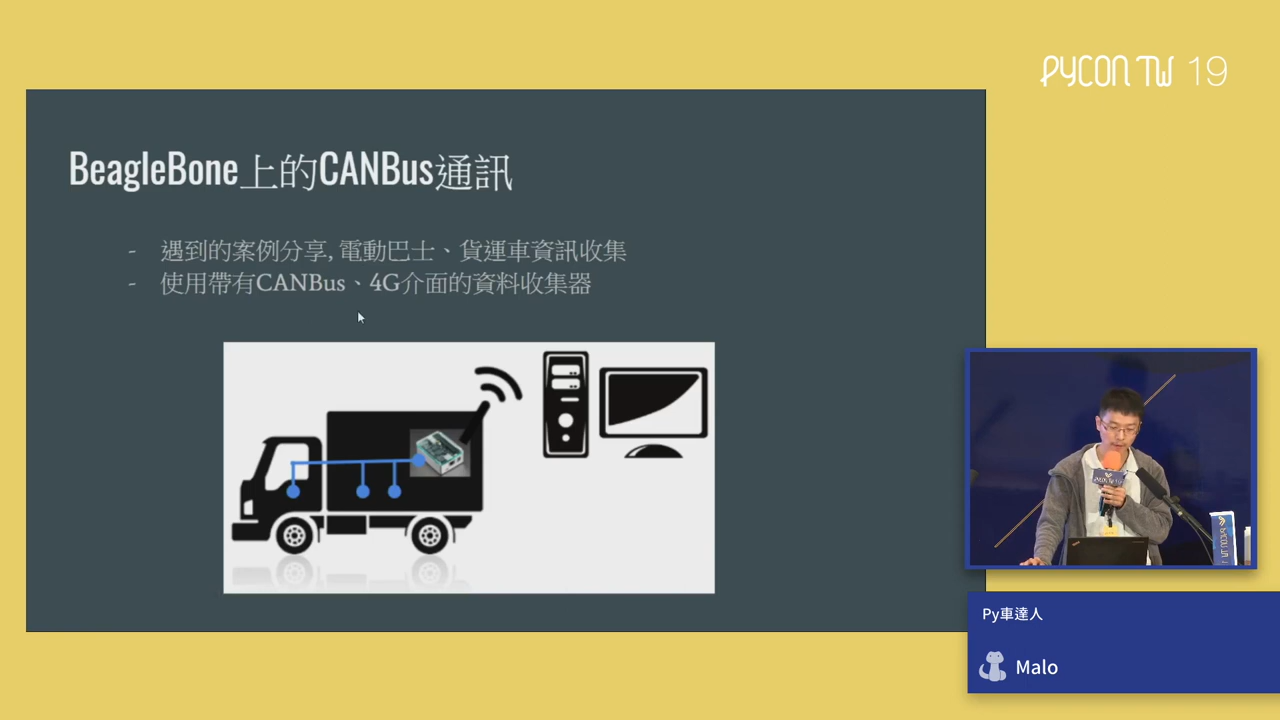 PYCON TW 19
BeagleBone上的CANBus通訊
- 遇到的案例分享, 電動巴士、貨運車資訊收集
- 使用帶有CANBus、4G介面的資料收集器
Py車達人
Malo